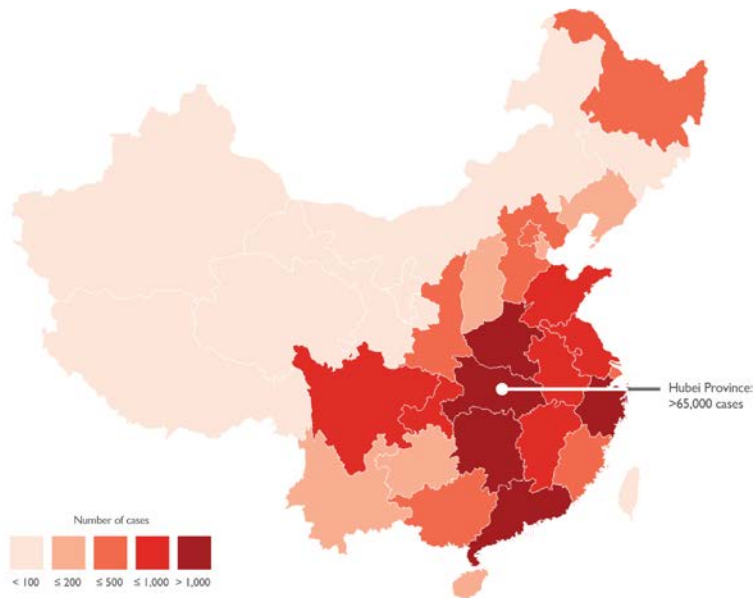 Hubei Province:
>65,000 cases
Number of cases
< 100 ≤ 200 ≤ 500 ≤ 1,000 > 1,000